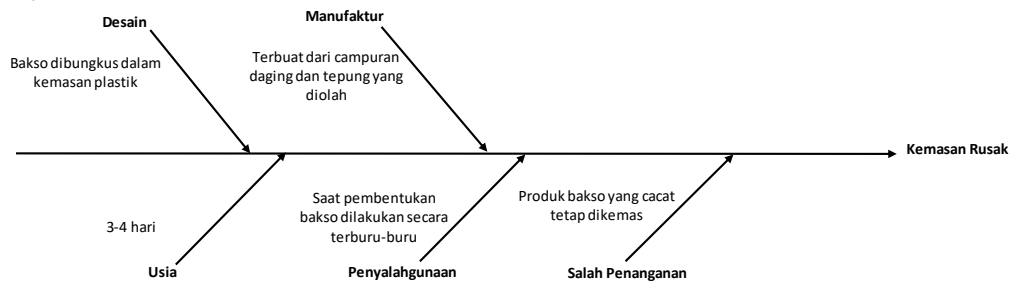 Desain
Bakso dibungkus dalam
kemasan plastik
Manufaktur
Terbuat dari campuran
daging dan tepung yang
diolah
Kemasan Rusak
3-4 hari
Usia
Saat pembentukan
bakso dilakukan secara
terburu-buru
Penyalahgunaan
Produk bakso yang cacat
tetap dikemas
Salah Penanganan